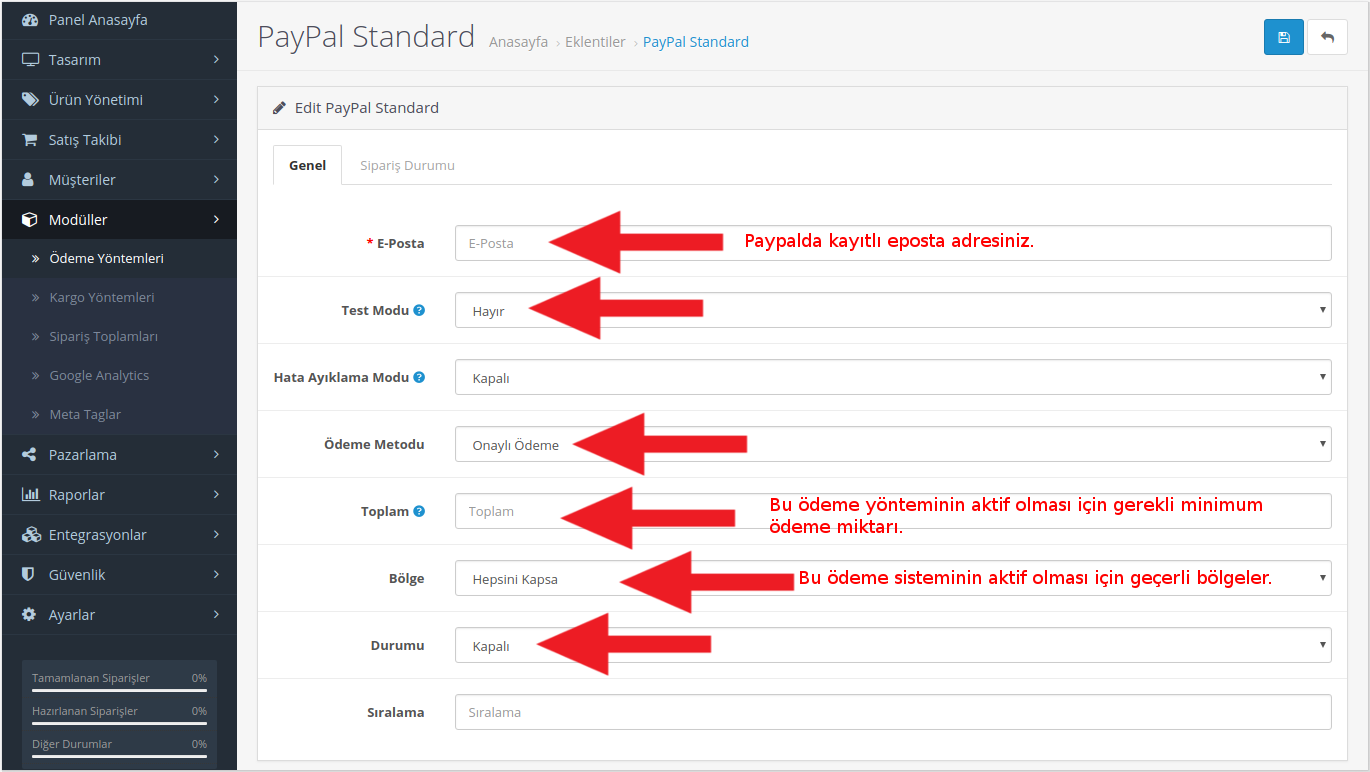 Panel Anasayfa
Tasarım
Ürün Yönetimi
Satış Takibi
Müşteriler
Modüller
» Ödeme Yöntemleri
» Kargo Yöntemleri
» Sipariş Toplamları
» Google Analytics
» Meta Taglar
Pazarlama
Raporlar
Entegrasyonlar
Güvenlik
Ayarlar
Tamamlanan Siparişler 0%
Hazırlanan Siparişler 0%
Diğer Durumlar 0%
PayPal Standard Anasayfa › Eklentiler › PayPal Standard
Edit PayPal Standard
Genel Sipariş Durumu
* E-Posta E-Posta Paypalda kayıtlı eposta adresiniz.
Test Modu ? Hayır
Hata Ayıklama Modu ? Kapalı
Ödeme Metodu Onaylı Ödeme
Toplam ? Toplam Bu ödeme yönteminin aktif olması için gerekli minimum
ödeme miktarı.
Bölge Hepsini Kapsa Bu ödeme sisteminin aktif olması için geçerli bölgeler.
Durumu Kapalı
Sıralama Sıralama